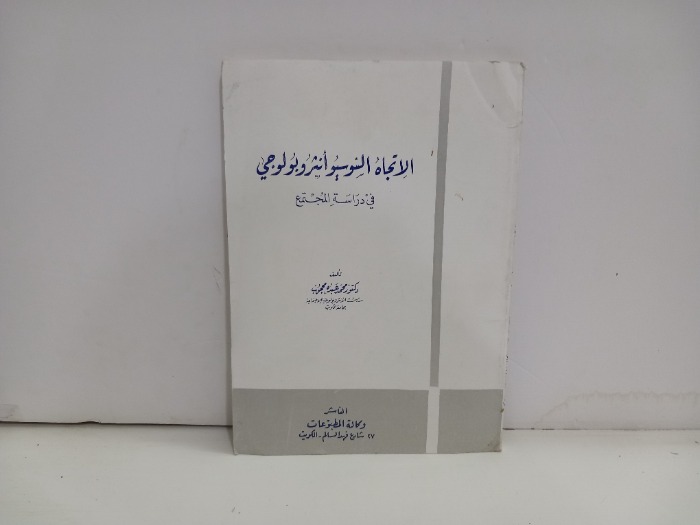 الاتجاه السوسيوأنثروبولوجي
في دراسة المجتمع
تأليف
دكتور محمد عبده محجوب
الناشر
وكالة المطبوعات
٢٧ شارع فهد السالم - الكويت